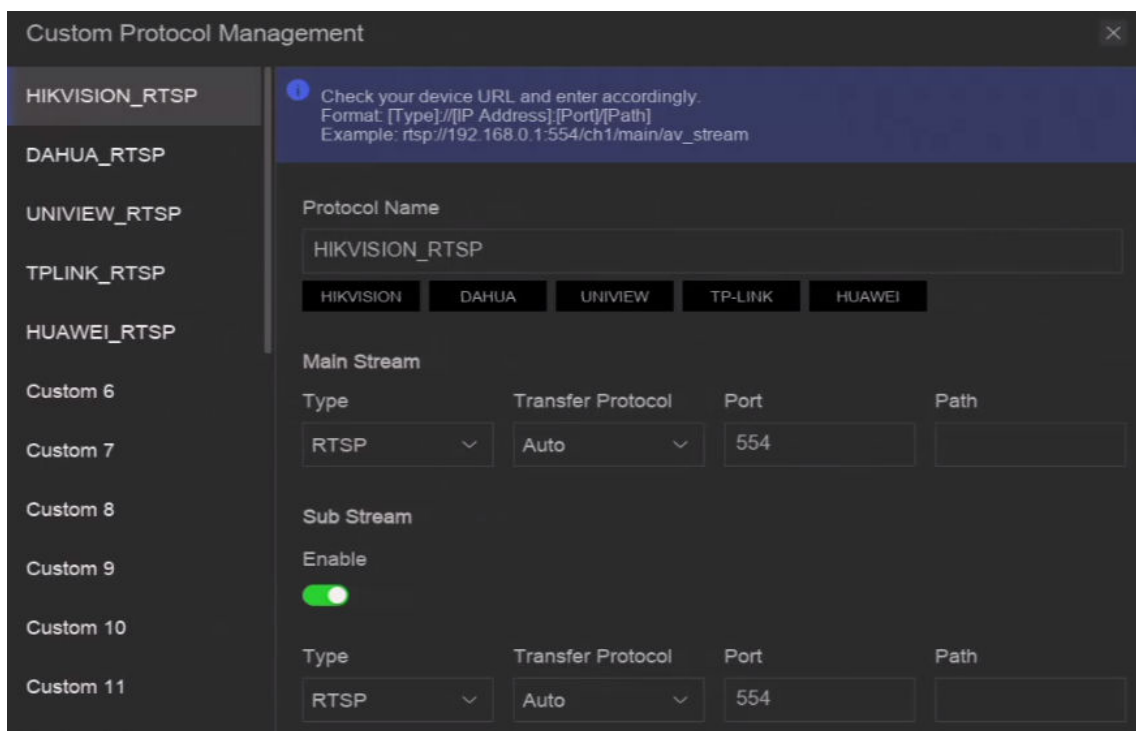 Custom Protocol Management
HIKVISION_RTSP
DAHUA_RTSP
UNIVIEW_RTSP
TPLINK_RTSP
HUAWEI_RTSP
Custom 6
Custom 7
Custom 8
Custom 9
Custom 10
Custom 11
Check your device URL and enter accordingly.
Format: [Type]://[IP Address]:[Port]/[Path]
Example: rtsp://192.168.0.1:554/ch1/main/av_stream
Protocol Name
HIKVISION_RTSP
HIKVISION DAHUA UNIVIEW TP-LINK HUAWEI
Main Stream
Type Transfer Protocol Port Path
RTSP Auto 554
Sub Stream
Enable
Type Transfer Protocol Port Path
RTSP Auto 554